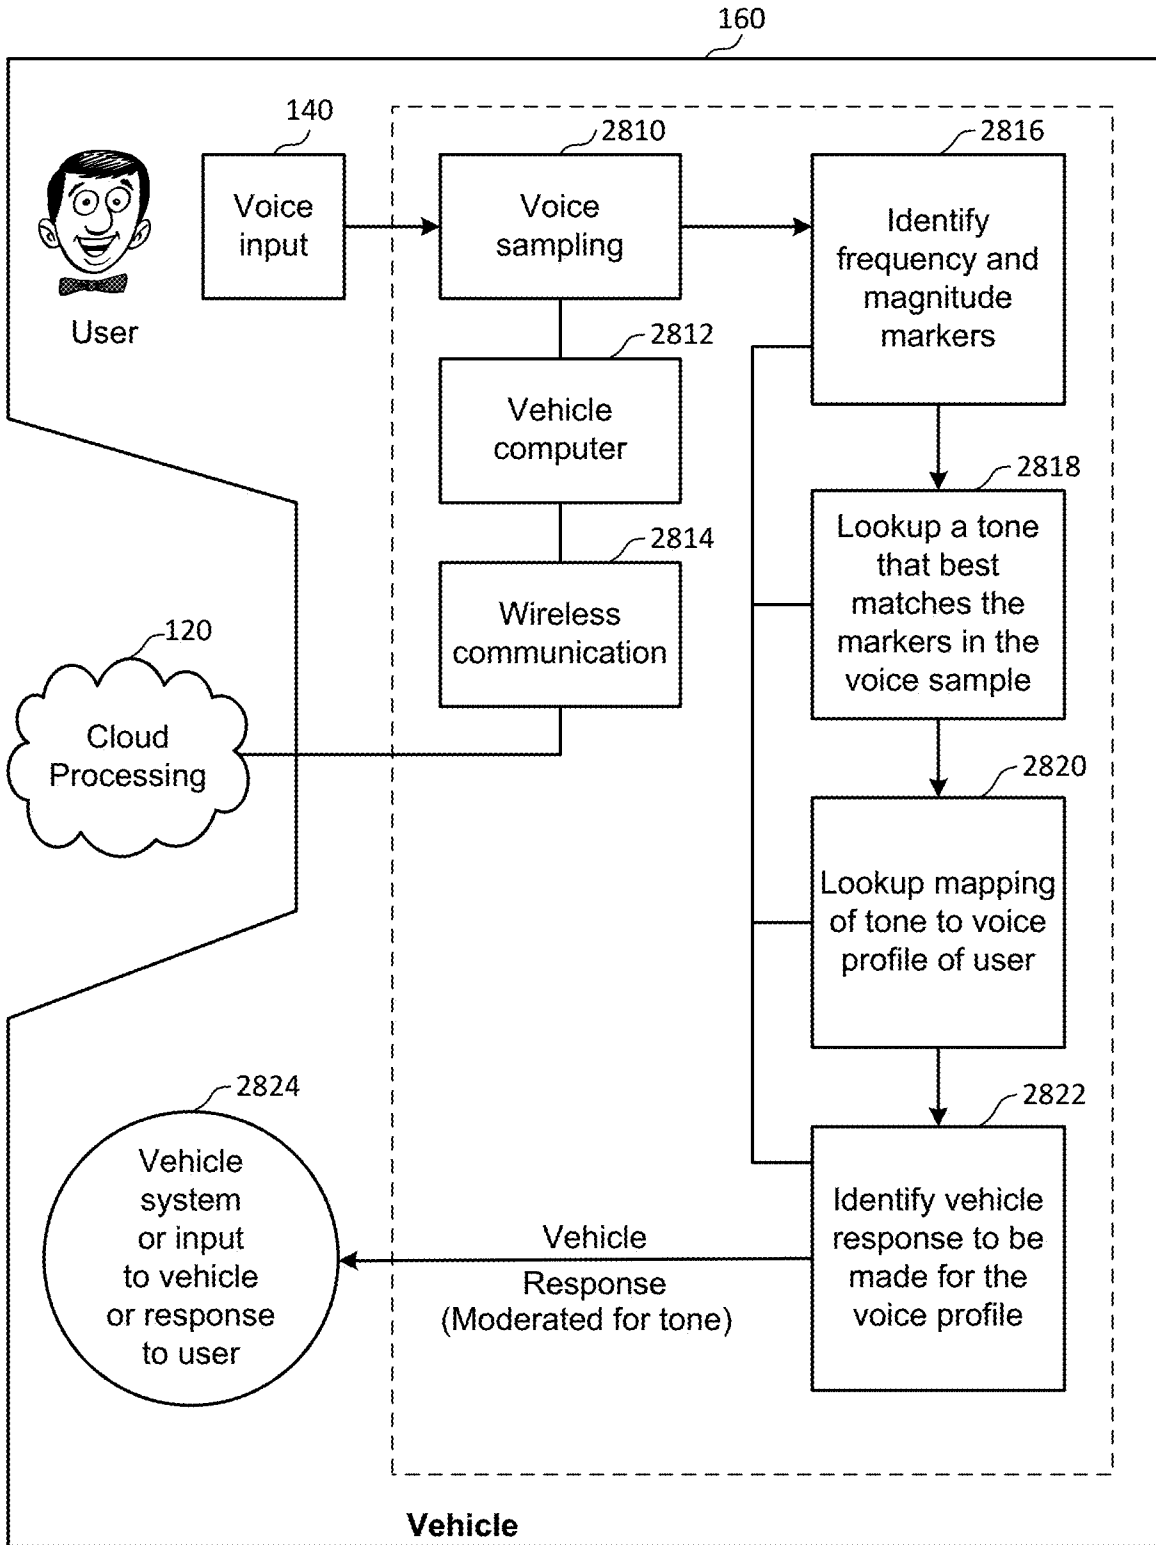 160
140
Voice
input
User
2810
Voice
sampling
2816
Identify
frequency and
magnitude
markers
2812
Vehicle
computer
2814
Wireless
communication
2818
Lookup a tone
that best
matches the
markers in the
voice sample
120
Cloud
Processing
2820
Lookup mapping
of tone to voice
profile of user
2822
Identify vehicle
response to be
made for the
voice profile
Vehicle
Response
(Moderated for tone)
2824
Vehicle
system
or input
to vehicle
or response
to user
Vehicle